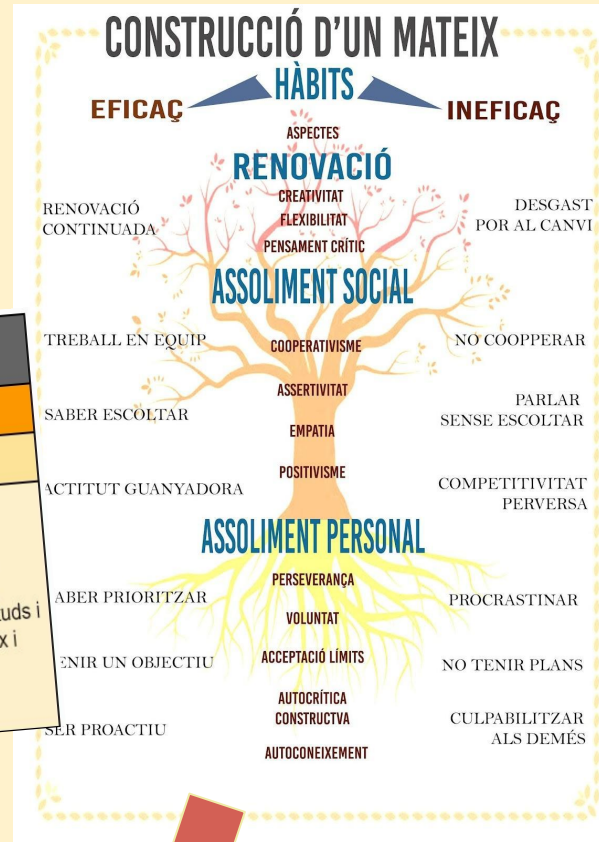 CONSTRUCCIÓ D'UN MATEIX
HÀBITS
EFICAÇ
INEFICAÇ
ASPECTES
RENOVACIÓ
CREATIVITAT
FLEXIBILITAT
PENSAMENT CRÍTIC
RENOVACIÓ
CONTINUADA
DESGAST
POR AL CANVI
ASSOLIMENT SOCIAL
TREBALL EN EQUIP
COOPERATIVISME
NO COOPPERAR
ASSERTIVITAT
SABER ESCOLTAR
PARLAR
SENSE ESCOLTAR
EMPATIA
POSITIVISME
ACTITUT GUANYADORA
COMPETITIVITAT
PERVERSA
ASSOLIMENT PERSONAL
PERSEVERANÇA
ABER PRIORITZAR
PROCRASTINAR
VOLUNTAT
ACCEPTACIÓ LÍMITS
ENIR UN OBJECTIU
NO TENIR PLANS
AUTOCRÍTICA
CONSTRUCTVA
SER PROACTIU
CULPABILITZAR
ALS DEMÉS
AUTOCONEIXEMENT
uds i
x i